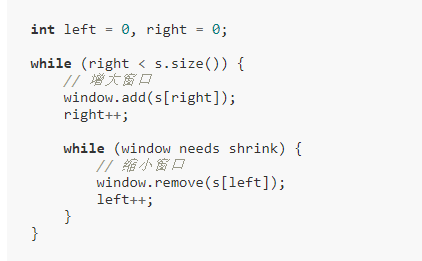 int left = 0, right = 0;
while (right < s.size()) {
// 增大窗口
window.add(s[right]);
right++;
while (window needs shrink) {
// 缩小窗口
window.remove(s[left]);
left++;
}
}